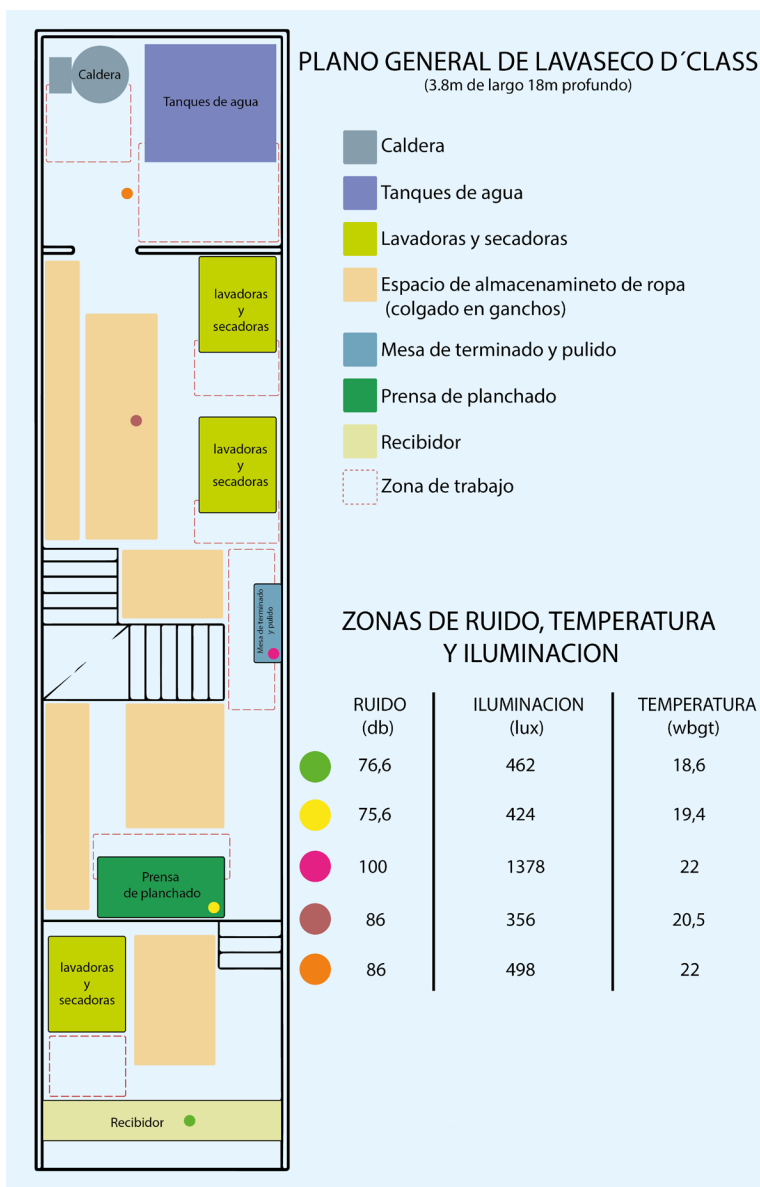 PLANO GENERAL DE LAVASECO D´CLASS
(3.8m de largo 18m profundo)
Caldera
Tanques de agua
Lavadoras y secadoras
Espacio de almacenamineto de ropa
(colgado en ganchos)
Mesa de terminado y pulido
Prensa de planchado
Recibidor
Zona de trabajo
Caldera
Tanques de agua
lavadoras
y
secadoras
lavadoras
y
secadoras
Mesa de terminado
y pulido
Prensa
de planchado
lavadoras
y
secadoras
Recibidor
ZONAS DE RUIDO, TEMPERATURA
Y ILUMINACION
RUIDO ILUMINACION TEMPERATURA
(db) (lux) (wbgt)
76,6 462 18,6
75,6 424 19,4
100 1378 22
86 356 20,5
86 498 22